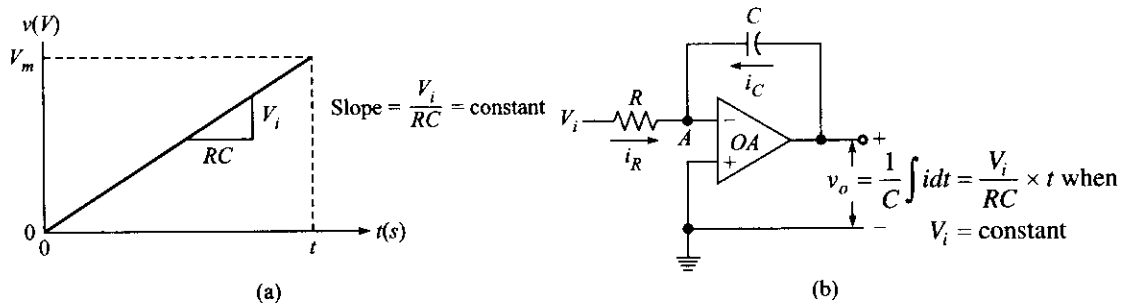 v(V)
V_m
0
0
t
t(s)
V_i
RC
Slope = V_i/RC = constant
(a)
C
i_C
V_i
R
i_R
A
−
+
OA
+
v_o = 1/C ∫ idt = V_i/RC × t when
V_i = constant
−
(b)